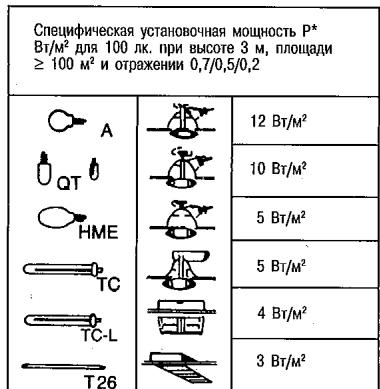 Специфическая установочная мощность P*
Вт/м² для 100 лк. при высоте 3 м, площади
≥ 100 м² и отражении 0,7/0,5/0,2
A 12 Вт/м²
QT 10 Вт/м²
HME 5 Вт/м²
TC 5 Вт/м²
TC-L 4 Вт/м²
T26 3 Вт/м²